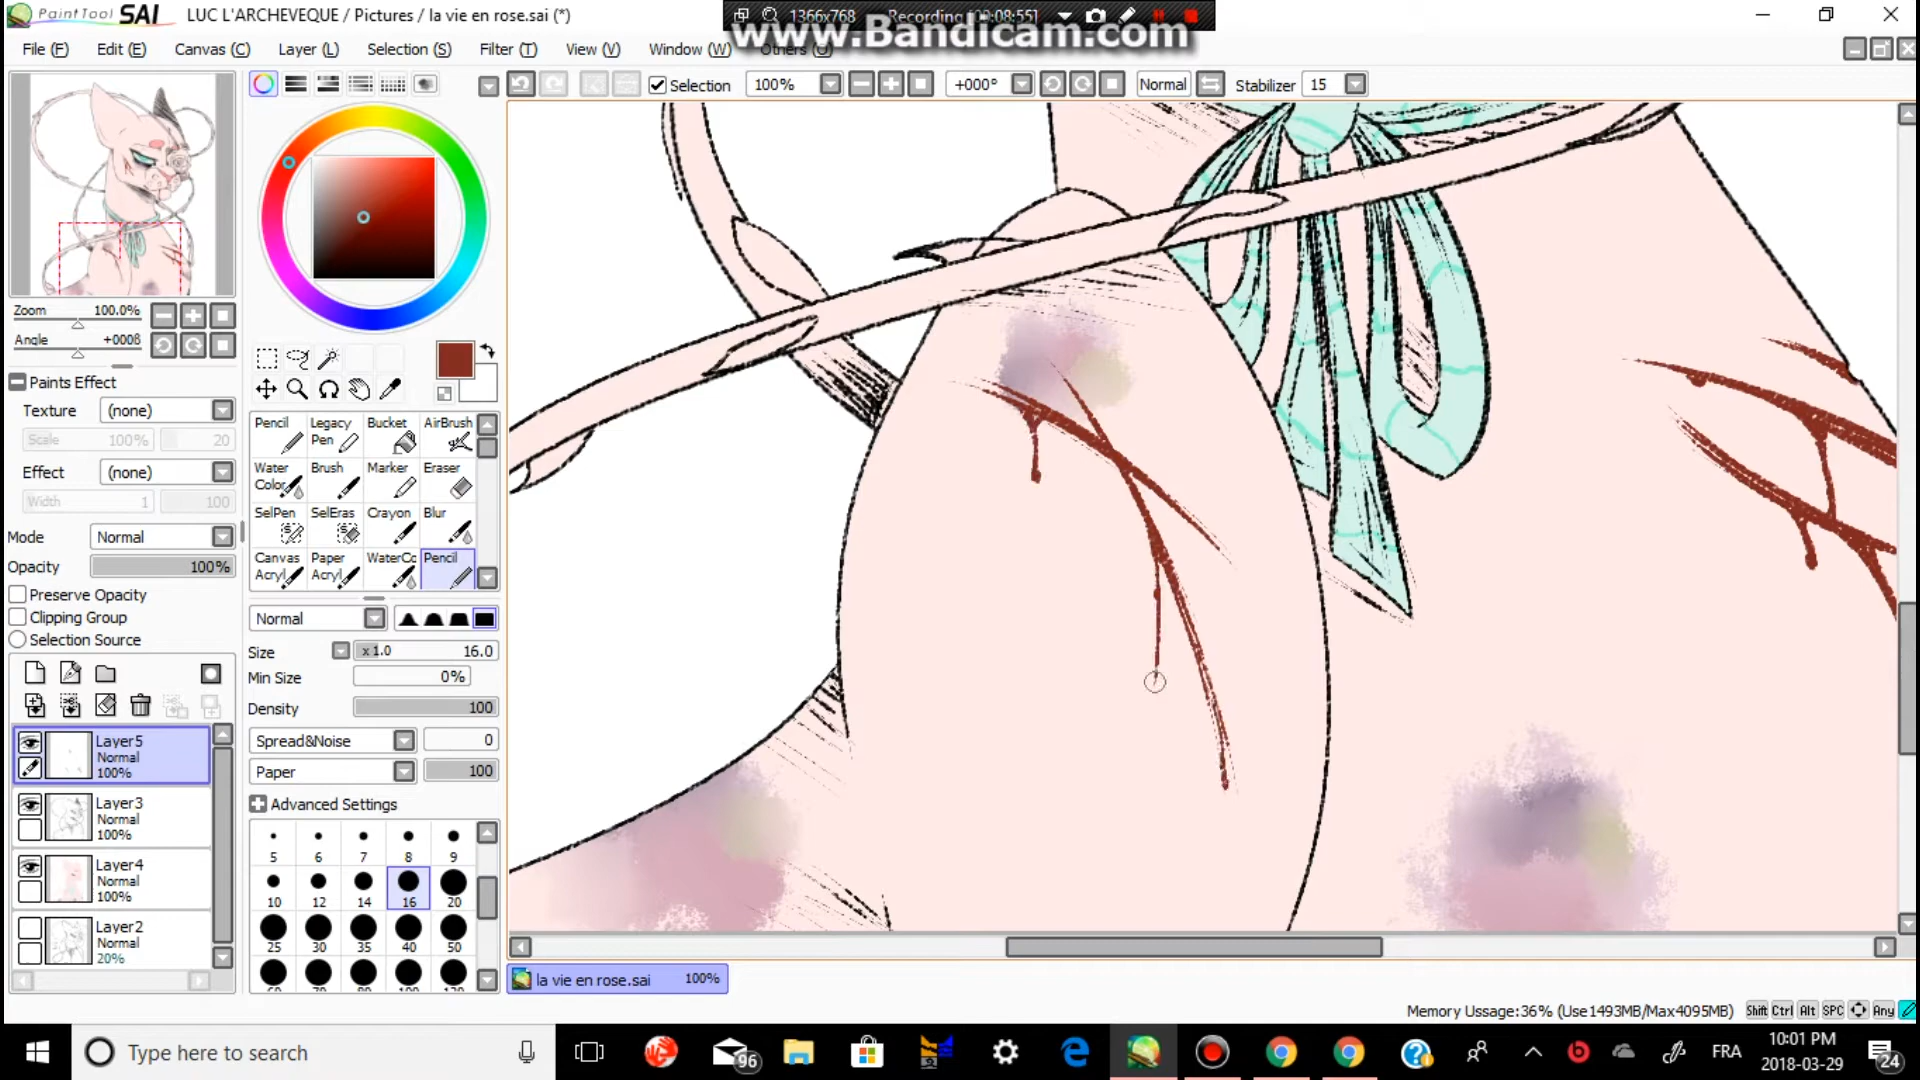 PaintTool SAI LUC L'ARCHEVEQUE / Pictures / la vie en rose.sai (*)
1366x768 Recording [00:08:55]
www.Bandicam.com
File (F) Edit (E) Canvas (C) Layer (L) Selection (S) Filter (T) View (V) Window (W) Others (O)
Selection 100% +000° Normal Stabilizer 15
Zoom 100.0%
Angle +000θ
Paints Effect
Texture (none)
Scale 100% 20
Effect (none)
Width 1 100
Mode Normal
Opacity 100%
Preserve Opacity
Clipping Group
Selection Source
Layer5
Normal
100%
Layer3
Normal
100%
Layer4
Normal
100%
Layer2
Normal
20%
Pencil Legacy Pen Bucket AirBrush
Water Color Brush Marker Eraser
SelPen SelEras Crayon Blur
Canvas Acryl Paper Acryl WaterCo Pencil
Normal
Size x1.0 16.0
Min Size 0%
Density 100
Spread&Noise 0
Paper 100
Advanced Settings
5 6 7 8 9
10 12 14 16 20
25 30 35 40 50
la vie en rose.sai 100%
Memory Ussage:36% (Use1493MB/Max4095MB) Shift Ctrl Alt SPC Any
Type here to search
96
FRA
10:01 PM
2018-03-29
24